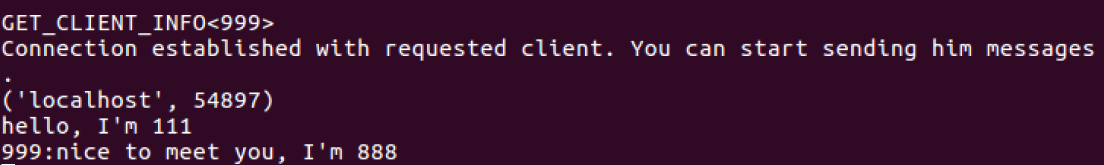 GET_CLIENT_INFO<999>
Connection established with requested client. You can start sending him messages
.
('localhost', 54897)
hello, I'm 111
999:nice to meet you, I'm 888